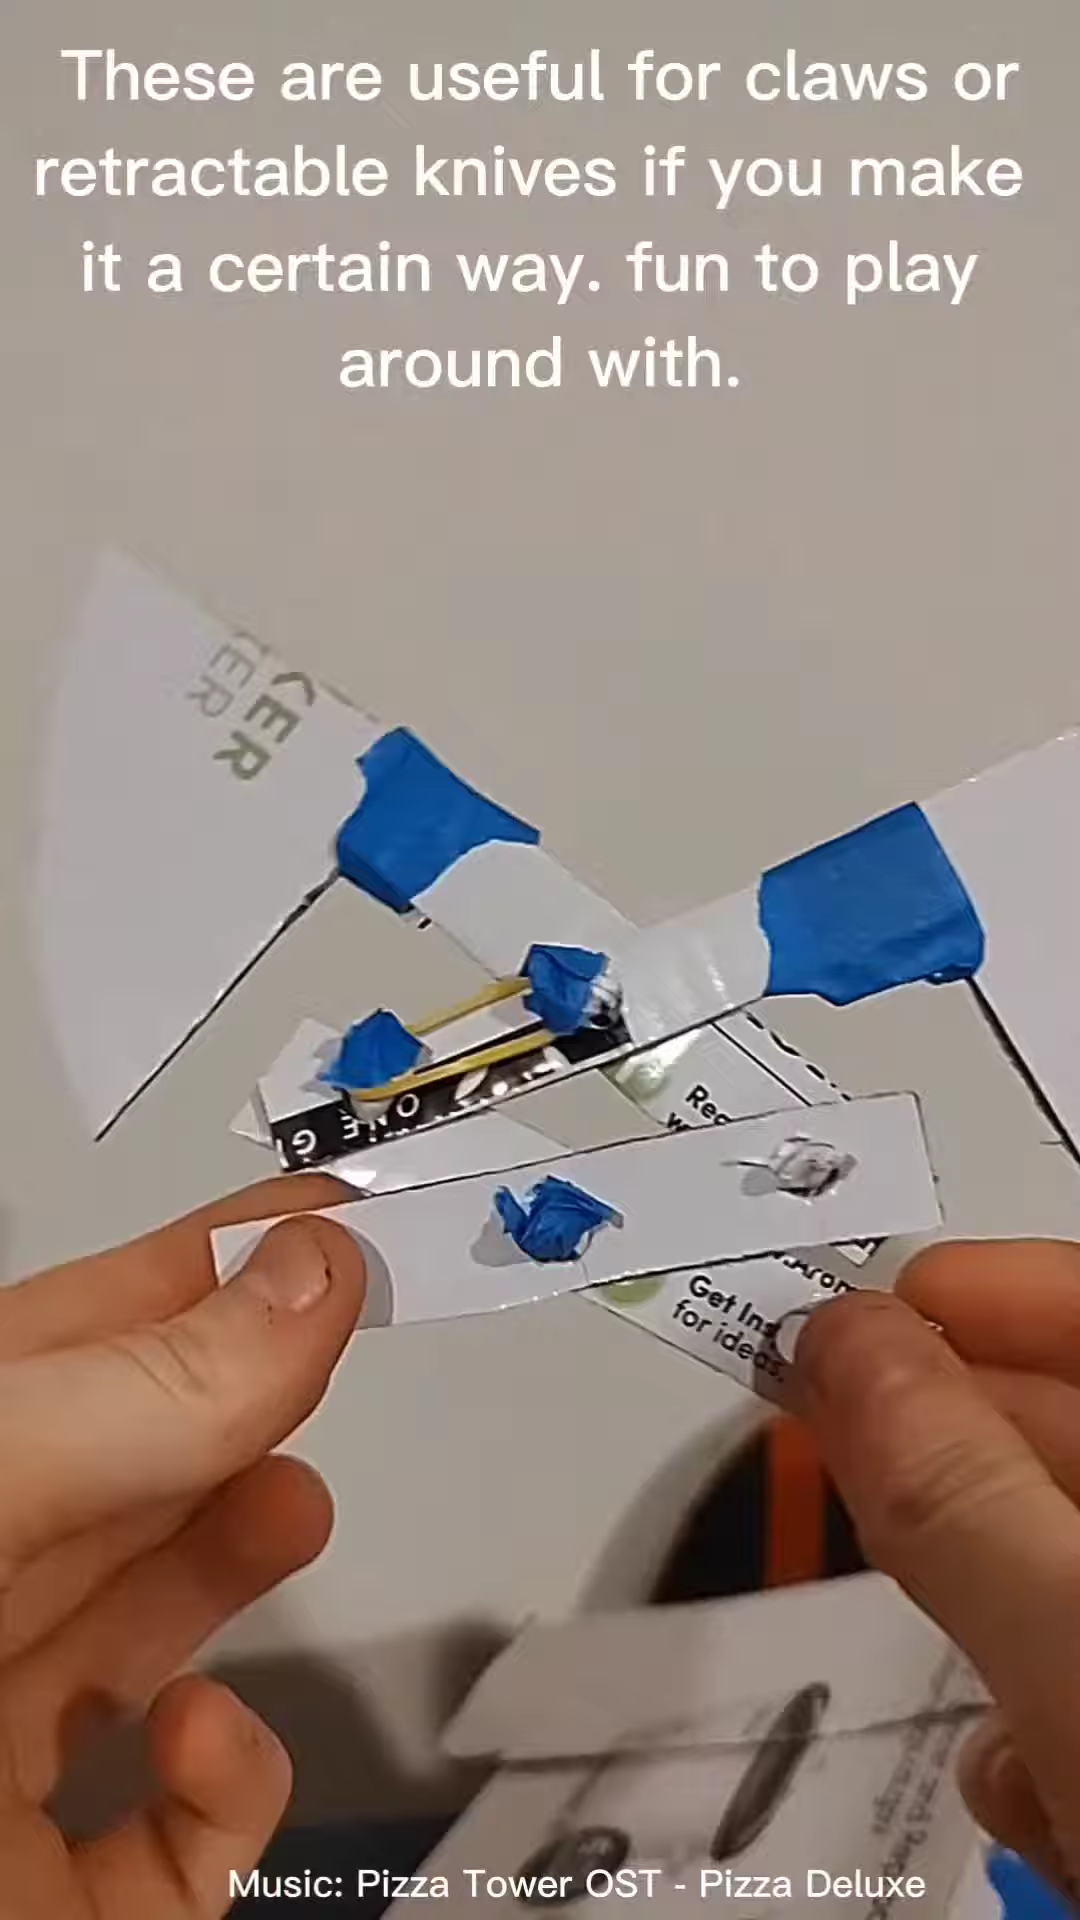 These are useful for claws or
retractable knives if you make
it a certain way. fun to play
around with.
ER
ER
Get Ins
for ideas.
Music: Pizza Tower OST - Pizza Deluxe